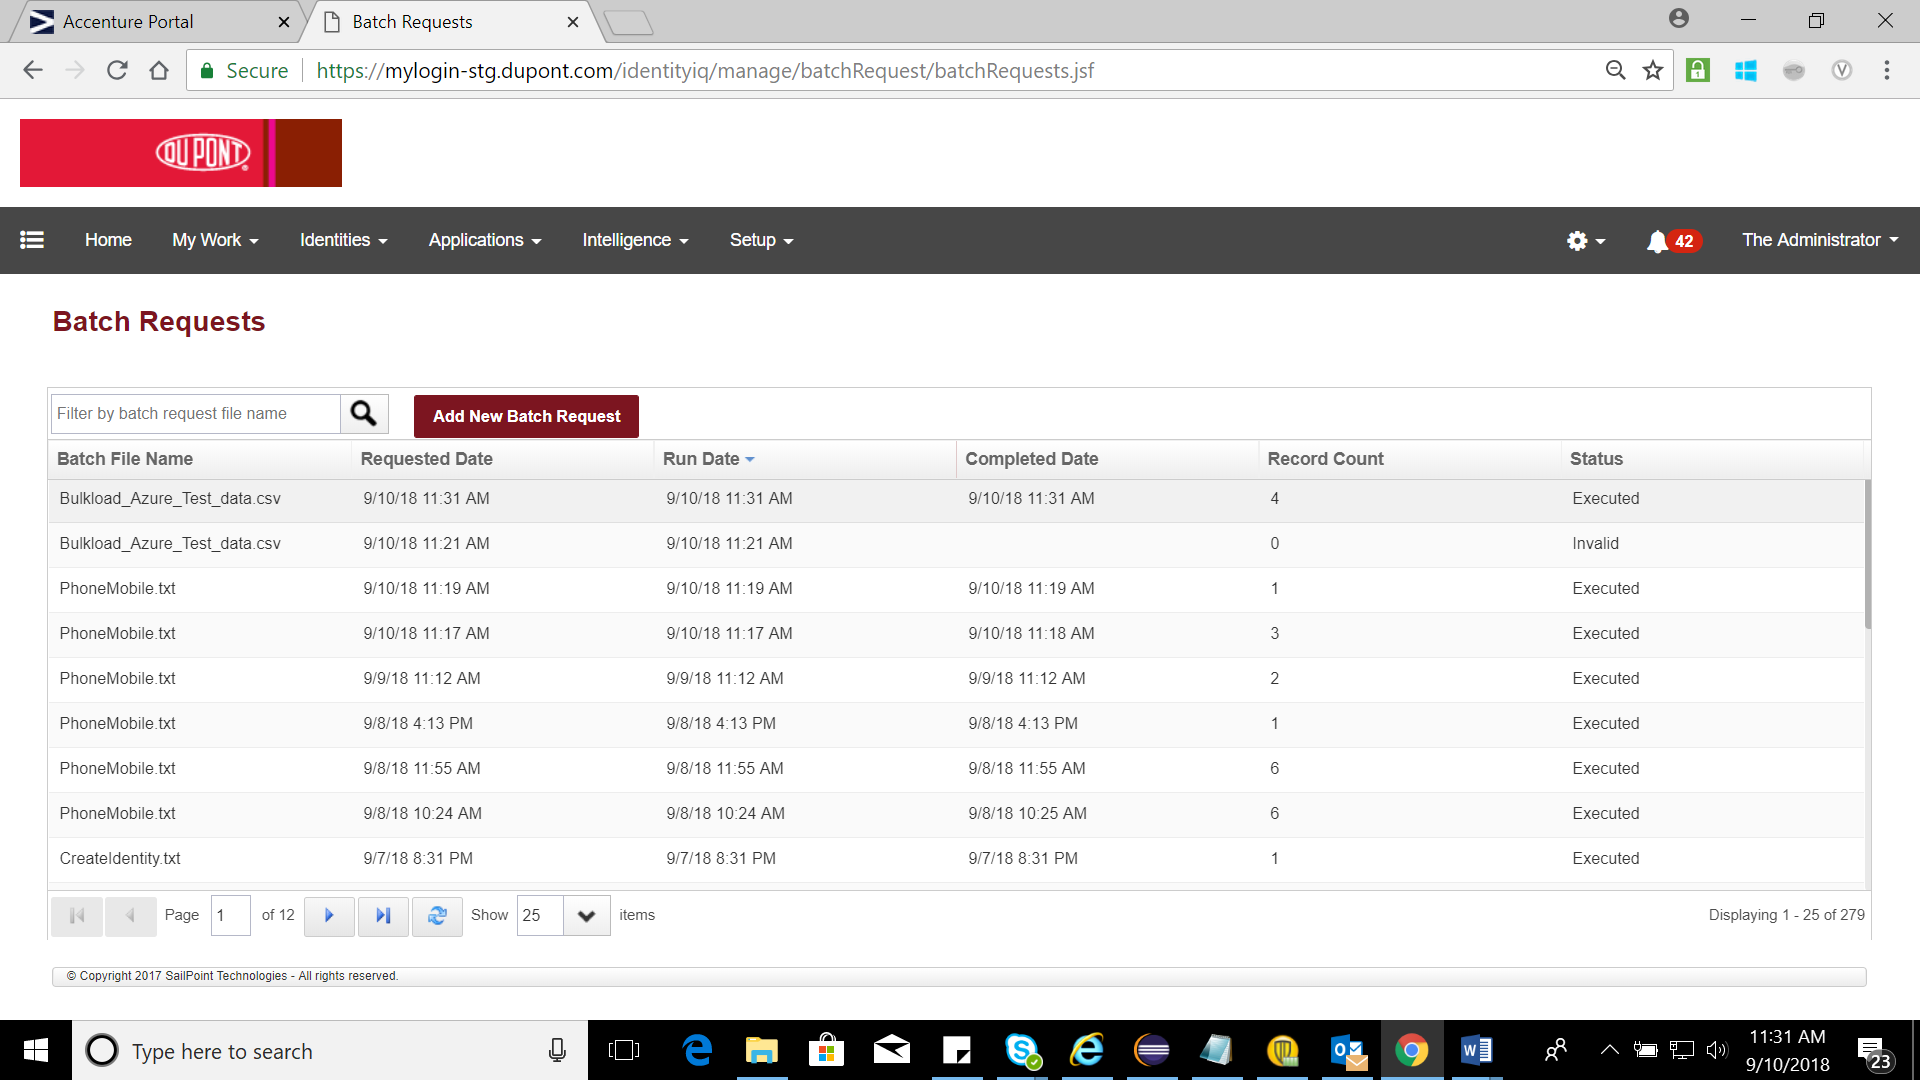 Accenture Portal
Batch Requests
Secure https://mylogin-stg.dupont.com/identityiq/manage/batchRequest/batchRequests.jsf
DU PONT
Home My Work Identities Applications Intelligence Setup 42 The Administrator
Batch Requests
Filter by batch request file name Add New Batch Request
Batch File Name Requested Date Run Date Completed Date Record Count Status
Bulkload_Azure_Test_data.csv 9/10/18 11:31 AM 9/10/18 11:31 AM 9/10/18 11:31 AM 4 Executed
Bulkload_Azure_Test_data.csv 9/10/18 11:21 AM 9/10/18 11:21 AM 0 Invalid
PhoneMobile.txt 9/10/18 11:19 AM 9/10/18 11:19 AM 9/10/18 11:19 AM 1 Executed
PhoneMobile.txt 9/10/18 11:17 AM 9/10/18 11:17 AM 9/10/18 11:18 AM 3 Executed
PhoneMobile.txt 9/9/18 11:12 AM 9/9/18 11:12 AM 9/9/18 11:12 AM 2 Executed
PhoneMobile.txt 9/8/18 4:13 PM 9/8/18 4:13 PM 9/8/18 4:13 PM 1 Executed
PhoneMobile.txt 9/8/18 11:55 AM 9/8/18 11:55 AM 9/8/18 11:55 AM 6 Executed
PhoneMobile.txt 9/8/18 10:24 AM 9/8/18 10:24 AM 9/8/18 10:25 AM 6 Executed
CreateIdentity.txt 9/7/18 8:31 PM 9/7/18 8:31 PM 9/7/18 8:31 PM 1 Executed
Page 1 of 12 Show 25 items Displaying 1 - 25 of 279
© Copyright 2017 SailPoint Technologies - All rights reserved.
Type here to search
11:31 AM
9/10/2018
23